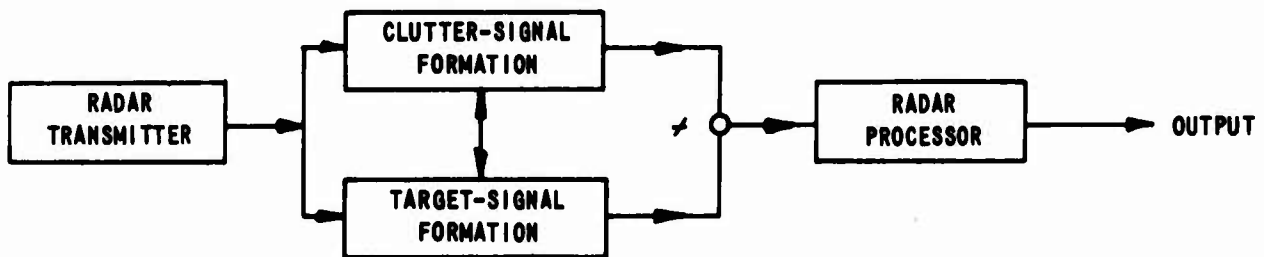 RADAR
TRANSMITTER
CLUTTER-SIGNAL
FORMATION
TARGET-SIGNAL
FORMATION
RADAR
PROCESSOR
OUTPUT